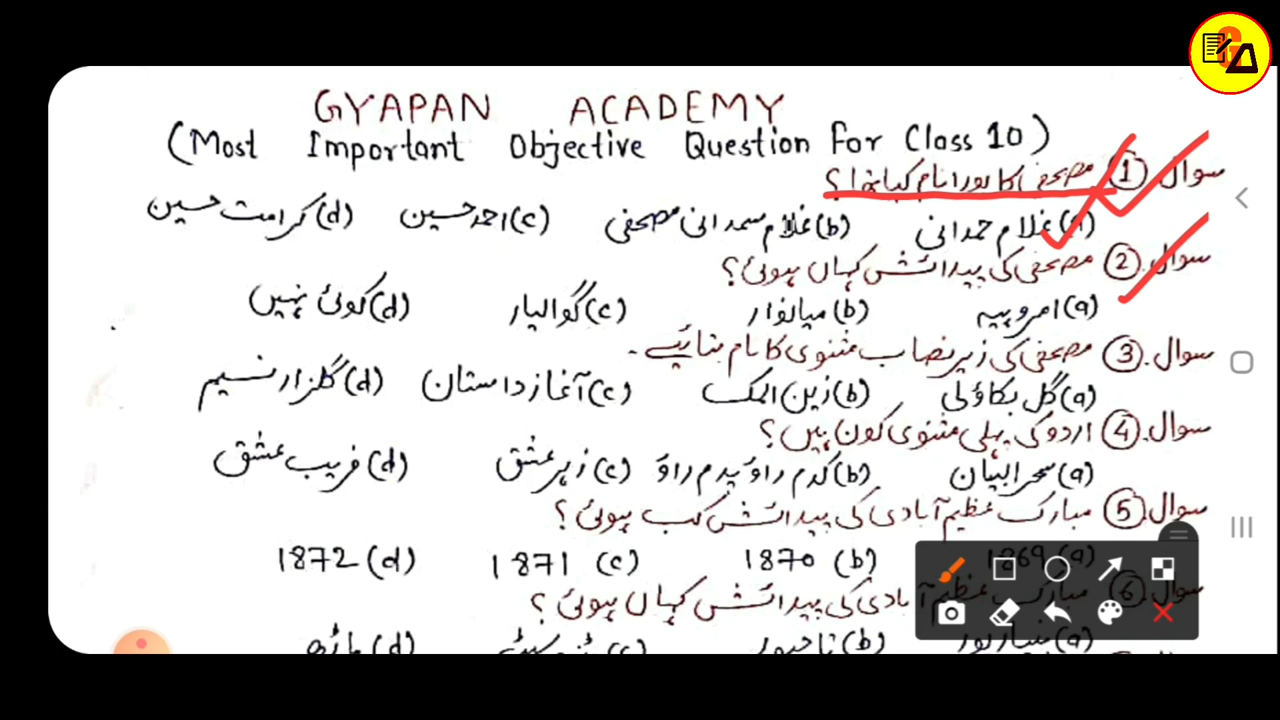 GYAPAN ACADEMY
(Most Important Objective Question For Class 10)
سوال ① مصحفی کا پورا نام کیا تھا؟
(a) غلام ہمدانی (b) غلام سمدانی مصحفی (c) احمد حسین (d) کرامت حسین
سوال ② مصحفی کی پیدائش کہاں ہوئی؟
(a) امروہہ (b) میانوار (c) گوالیار (d) کوئی نہیں
سوال ③ مصحفی کی زیر نصاب مثنوی کا نام بتائیے۔
(a) گل بکاؤلی (b) زین الملک (c) آغاز داستان (d) گلزار نسیم
سوال ④ اردو کی پہلی مثنوی کون ہیں؟
(a) سحر البیان (b) کدم راؤ پدم راؤ (c) زہر عشق (d) فریب عشق
سوال ⑤ مبارک عظیم آبادی کی پیدائش کب ہوئی؟
(a) 1869 (b) 1870 (c) 1871 (d) 1872
سوال ⑥ مبارک عظیم آبادی کی پیدائش کہاں ہوئی؟
(a) (b) تاجپور (c) (d) باڑھ